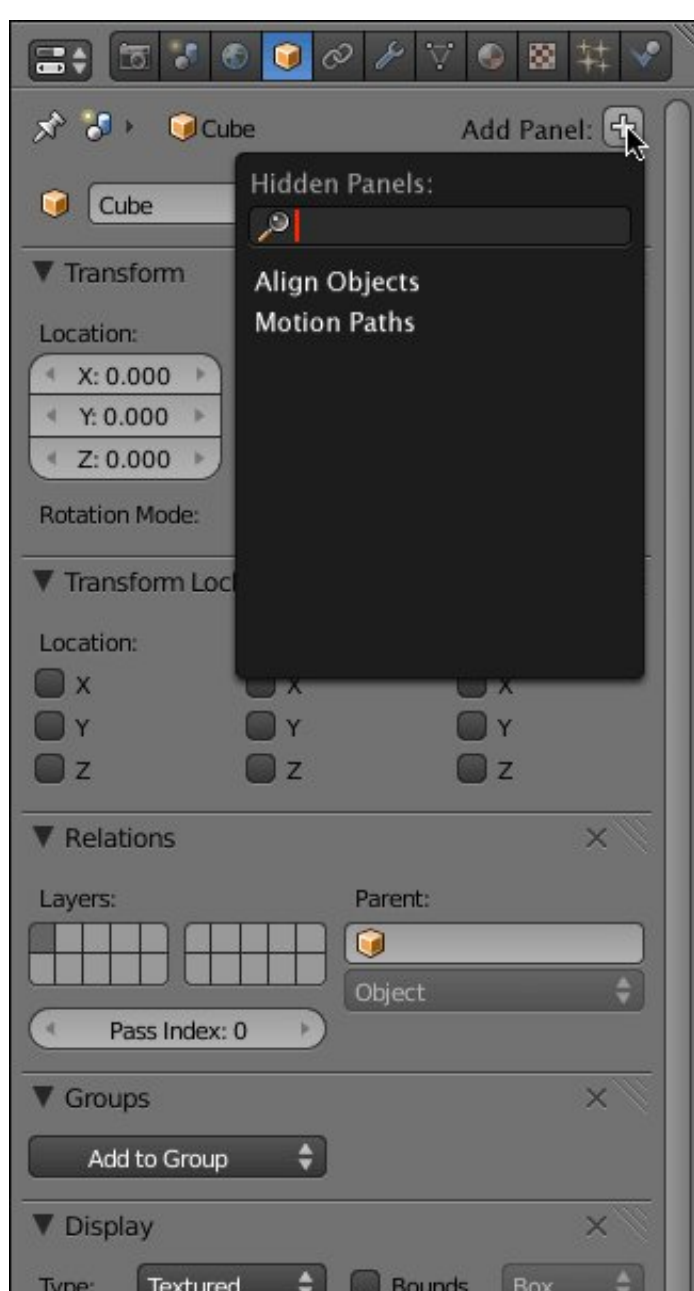 Cube
Add Panel:
Cube
Hidden Panels:
Align Objects
Motion Paths
Transform
Location:
X: 0.000
Y: 0.000
Z: 0.000
Rotation Mode:
Transform Loc
Location:
X X X
Y Y Y
Z Z Z
Relations
Layers: Parent:
Object
Pass Index: 0
Groups
Add to Group
Display
Type: Textured Bounds Box